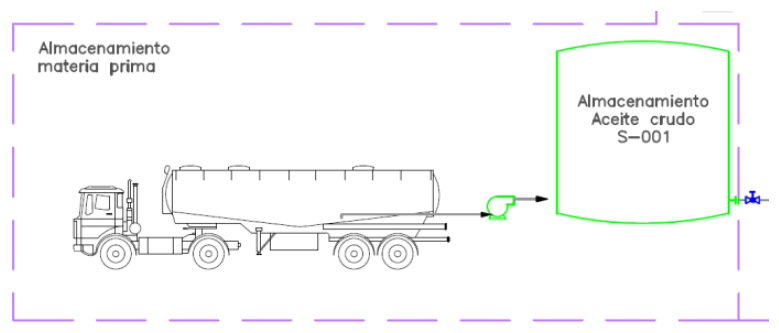 Almacenamiento
materia prima
Almacenamiento
Aceite crudo
S-001